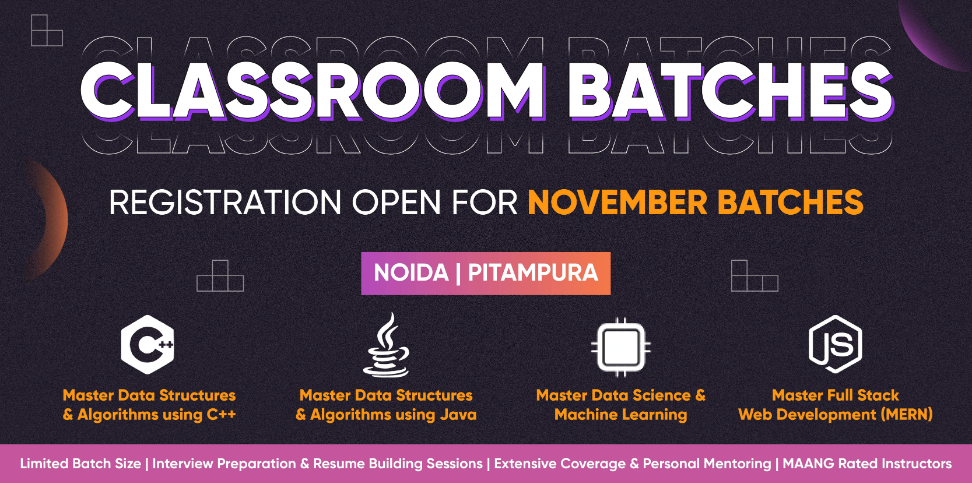 CLASSROOM BATCHES
REGISTRATION OPEN FOR NOVEMBER BATCHES
NOIDA | PITAMPURA
C++
JS
Master Data Structures
& Algorithms using C++
Master Data Structures
& Algorithms using Java
Master Data Science &
Machine Learning
Master Full Stack
Web Development (MERN)
Limited Batch Size | Interview Preparation & Resume Building Sessions | Extensive Coverage & Personal Mentoring | MAANG Rated Instructors